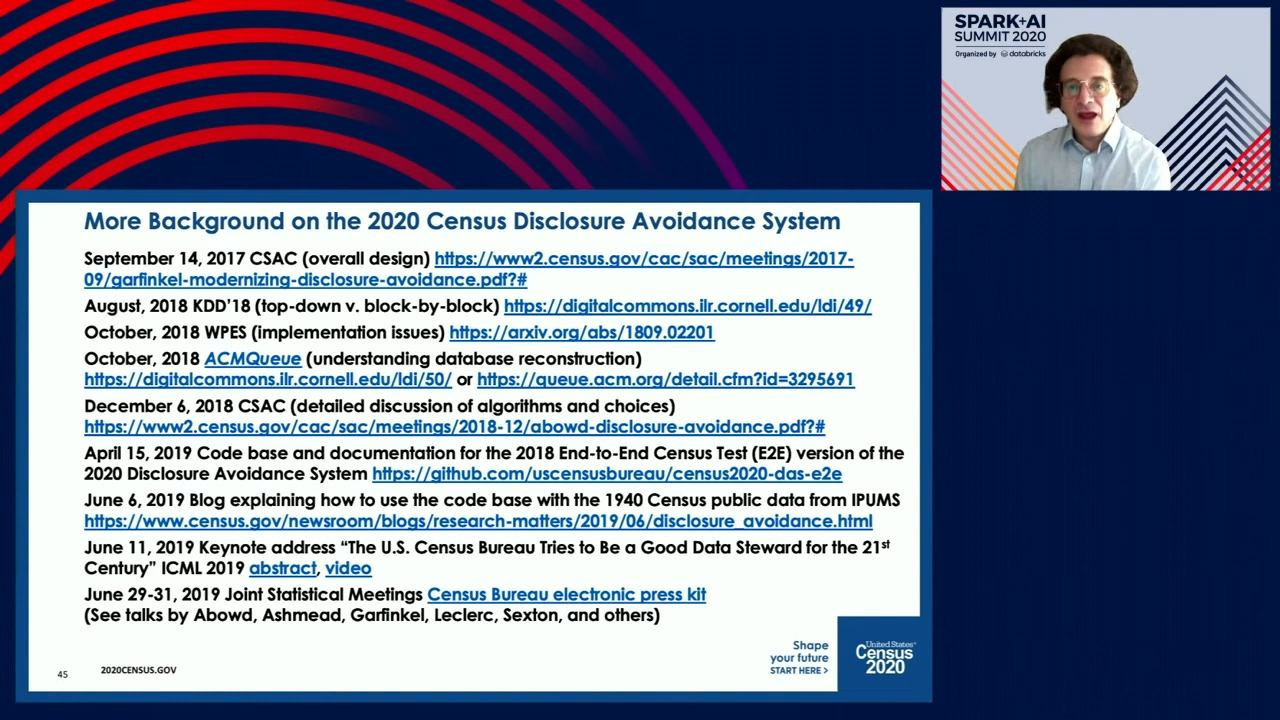 SPARK+AI
SUMMIT 2020
Organized by databricks
More Background on the 2020 Census Disclosure Avoidance System
September 14, 2017 CSAC (overall design) https://www2.census.gov/cac/sac/meetings/2017-
09/garfinkel-modernizing-disclosure-avoidance.pdf?#
August, 2018 KDD'18 (top-down v. block-by-block) https://digitalcommons.ilr.cornell.edu/ldi/49/
October, 2018 WPES (implementation issues) https://arxiv.org/abs/1809.02201
October, 2018 ACMQueue (understanding database reconstruction)
https://digitalcommons.ilr.cornell.edu/ldi/50/ or https://queue.acm.org/detail.cfm?id=3295691
December 6, 2018 CSAC (detailed discussion of algorithms and choices)
https://www2.census.gov/cac/sac/meetings/2018-12/abowd-disclosure-avoidance.pdf?#
April 15, 2019 Code base and documentation for the 2018 End-to-End Census Test (E2E) version of the
2020 Disclosure Avoidance System https://github.com/uscensusbureau/census2020-das-e2e
June 6, 2019 Blog explaining how to use the code base with the 1940 Census public data from IPUMS
https://www.census.gov/newsroom/blogs/research-matters/2019/06/disclosure_avoidance.html
June 11, 2019 Keynote address “The U.S. Census Bureau Tries to Be a Good Data Steward for the 21st
Century” ICML 2019 abstract, video
June 29-31, 2019 Joint Statistical Meetings Census Bureau electronic press kit
(See talks by Abowd, Ashmead, Garfinkel, Leclerc, Sexton, and others)
45
2020CENSUS.GOV
Shape
your future
START HERE >
United States®
Census
2020